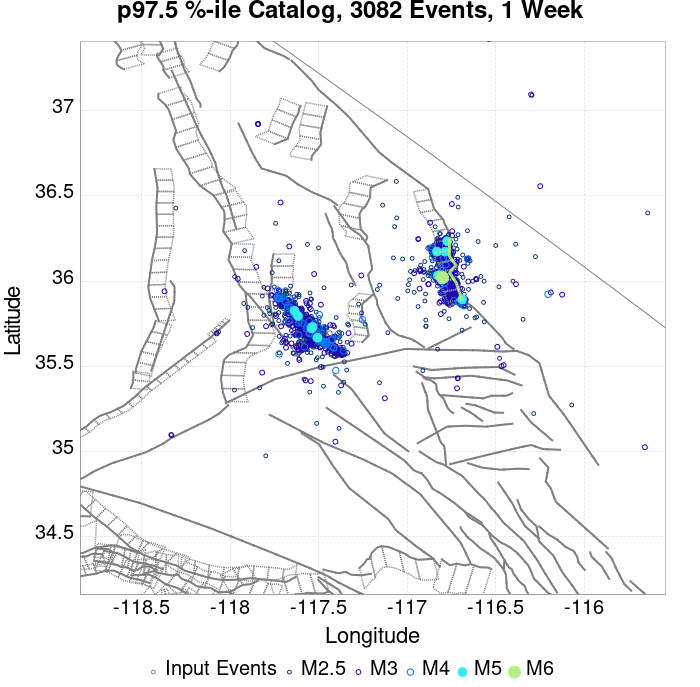 p97.5 %-ile Catalog, 3082 Events, 1 Week
Latitude
37
36.5
36
35.5
35
34.5
-118.5 -118 -117.5 -117 -116.5 -116
Longitude
Input Events M2.5 M3 M4 M5 M6